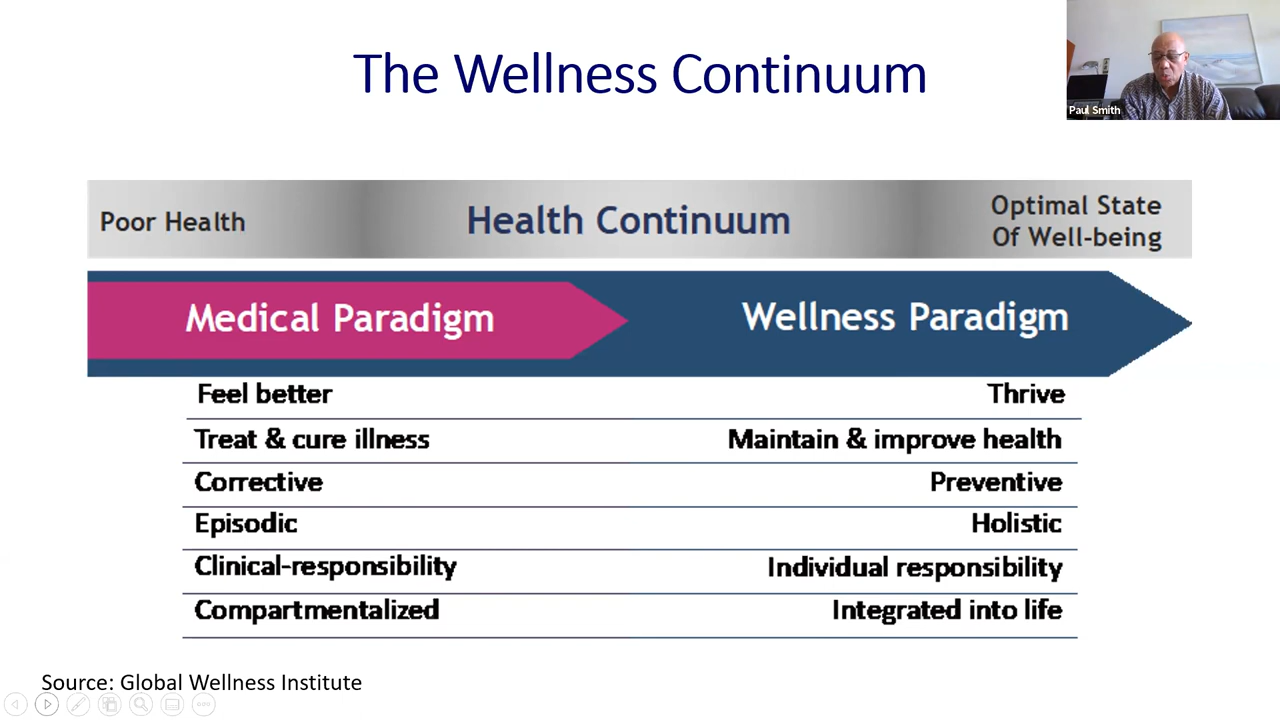 The Wellness Continuum
Paul Smith
Poor Health
Health Continuum
Optimal State
Of Well-being
Medical Paradigm
Wellness Paradigm
Feel better
Thrive
Treat & cure illness
Maintain & improve health
Corrective
Preventive
Episodic
Holistic
Clinical-responsibility
Individual responsibility
Compartmentalized
Integrated into life
Source: Global Wellness Institute